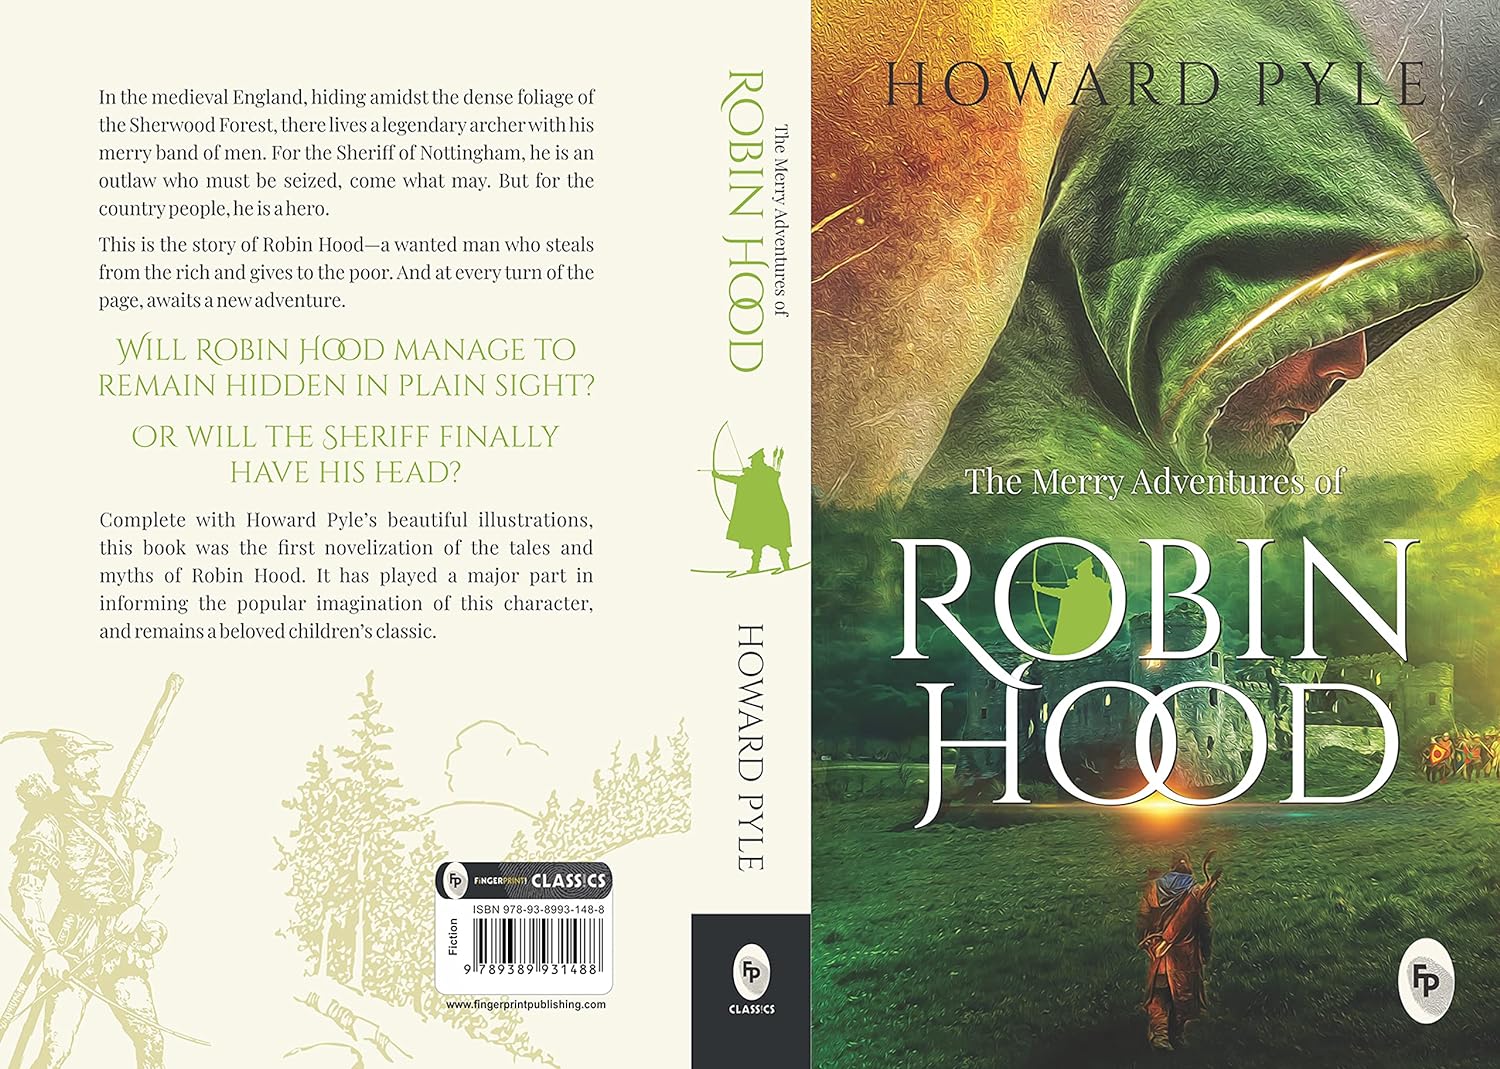 In the medieval England, hiding amidst the dense foliage of
the Sherwood Forest, there lives a legendary archer with his
merry band of men. For the Sheriff of Nottingham, he is an
outlaw who must be seized, come what may. But for the
country people, he is a hero.
This is the story of Robin Hood—a wanted man who steals
from the rich and gives to the poor. And at every turn of the
page, awaits a new adventure.
Will Robin Hood manage to
remain hidden in plain sight?
Or will the Sheriff finally
have his head?
Complete with Howard Pyle's beautiful illustrations,
this book was the first novelization of the tales and
myths of Robin Hood. It has played a major part in
informing the popular imagination of this character,
and remains a beloved children's classic.
FP FiNGERPRINT! CLASS!CS
ISBN 978-93-8993-148-8
Fiction
9 789389 931488
www.fingerprintpublishing.com
The Merry Adventures of
ROBIN HOOD
HOWARD PYLE
FP
CLASS!CS
HOWARD PYLE
The Merry Adventures of
ROBIN
HOOD
FP